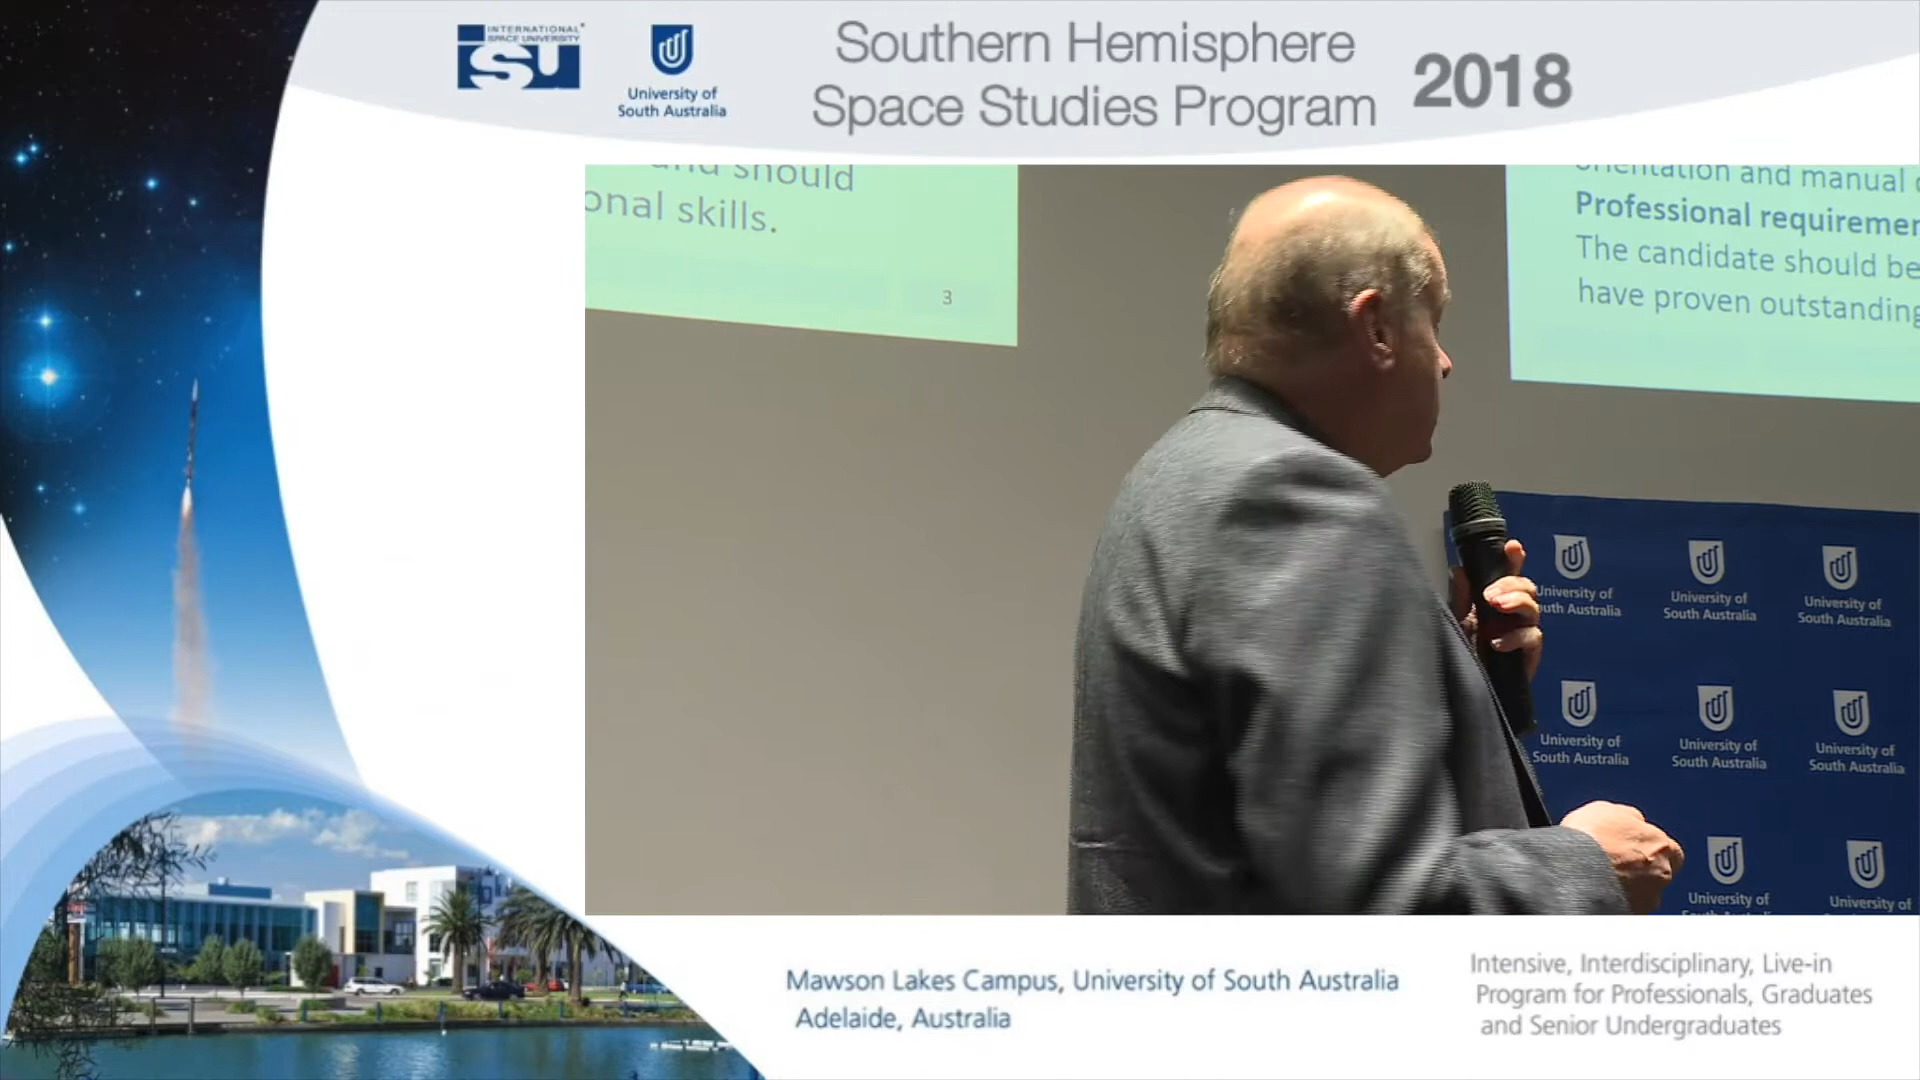 INTERNATIONAL
SPACE UNIVERSITY
ISU
University of
South Australia
Southern Hemisphere
Space Studies Program
2018
and should
onal skills.
3
orientation and manual
Professional requiremen
The candidate should be
have proven outstanding
University of
South Australia
University of
South Australia
University of
South Australia
University of
South Australia
University of
South Australia
University of
South Australia
University of
University of
Mawson Lakes Campus, University of South Australia
Adelaide, Australia
Intensive, Interdisciplinary, Live-in
Program for Professionals, Graduates
and Senior Undergraduates